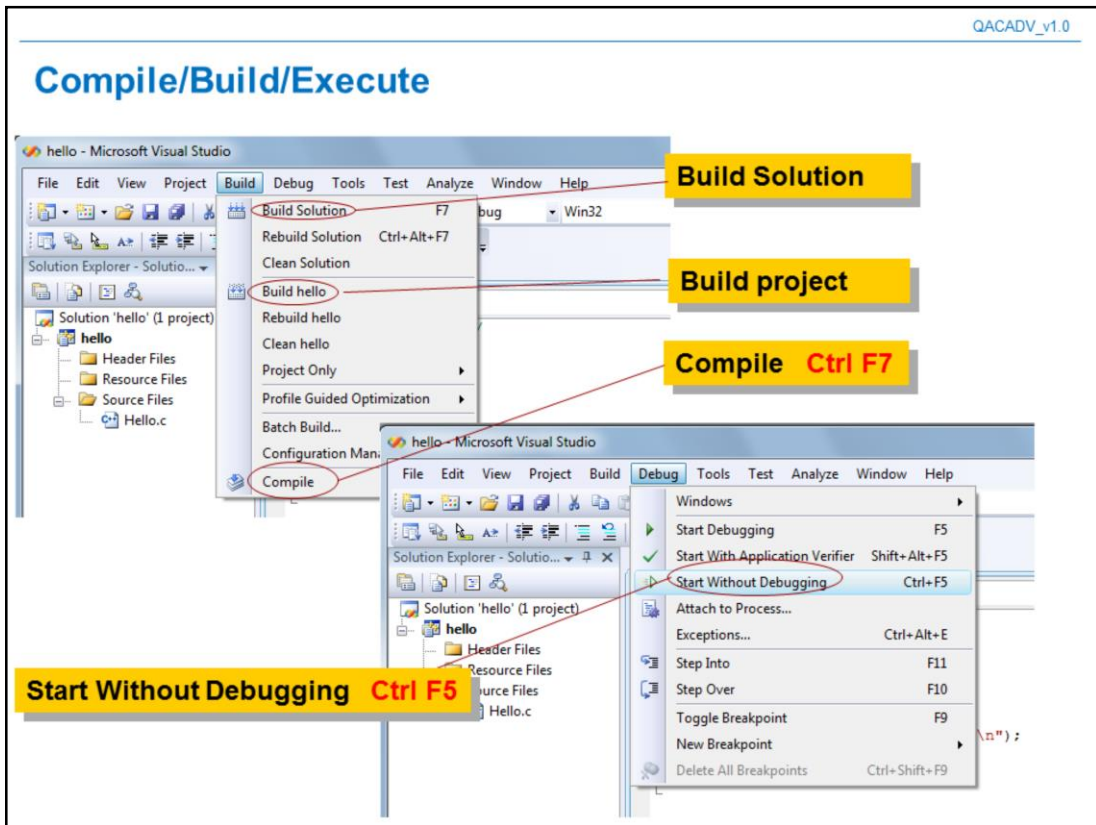 QACADV_v1.0
Compile/Build/Execute
hello - Microsoft Visual Studio
File Edit View Project Build Debug Tools Test Analyze Window Help
Build Solution F7
bug Win32
Rebuild Solution Ctrl+Alt+F7
Clean Solution
Build hello
Rebuild hello
Clean hello
Project Only
Profile Guided Optimization
Batch Build...
Configuration Man
Compile
Solution Explorer - Solutio...
Solution 'hello' (1 project)
hello
Header Files
Resource Files
Source Files
Hello.c
Build Solution
Build project
Compile Ctrl F7
hello - Microsoft Visual Studio
File Edit View Project Build Debug Tools Test Analyze Window Help
Windows
Start Debugging F5
Start With Application Verifier Shift+Alt+F5
Start Without Debugging Ctrl+F5
Attach to Process...
Exceptions... Ctrl+Alt+E
Step Into F11
Step Over F10
Toggle Breakpoint F9
New Breakpoint
Delete All Breakpoints Ctrl+Shift+F9
Solution Explorer - Solutio...
Solution 'hello' (1 project)
hello
Header Files
Resource Files
ource Files
Hello.c
\n");
Start Without Debugging Ctrl F5